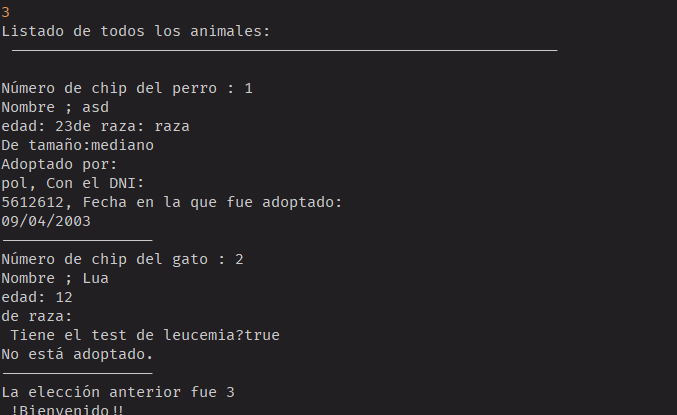 3
Listado de todos los animales:
Número de chip del perro : 1
Nombre ; asd
edad: 23de raza: raza
De tamaño:mediano
Adoptado por:
pol, Con el DNI:
5612612, Fecha en la que fue adoptado:
09/04/2003
-----------------
Número de chip del gato : 2
Nombre ; Lua
edad: 12
de raza:
Tiene el test de leucemia?true
No está adoptado.
-----------------
La elección anterior fue 3
!Bienvenido!!